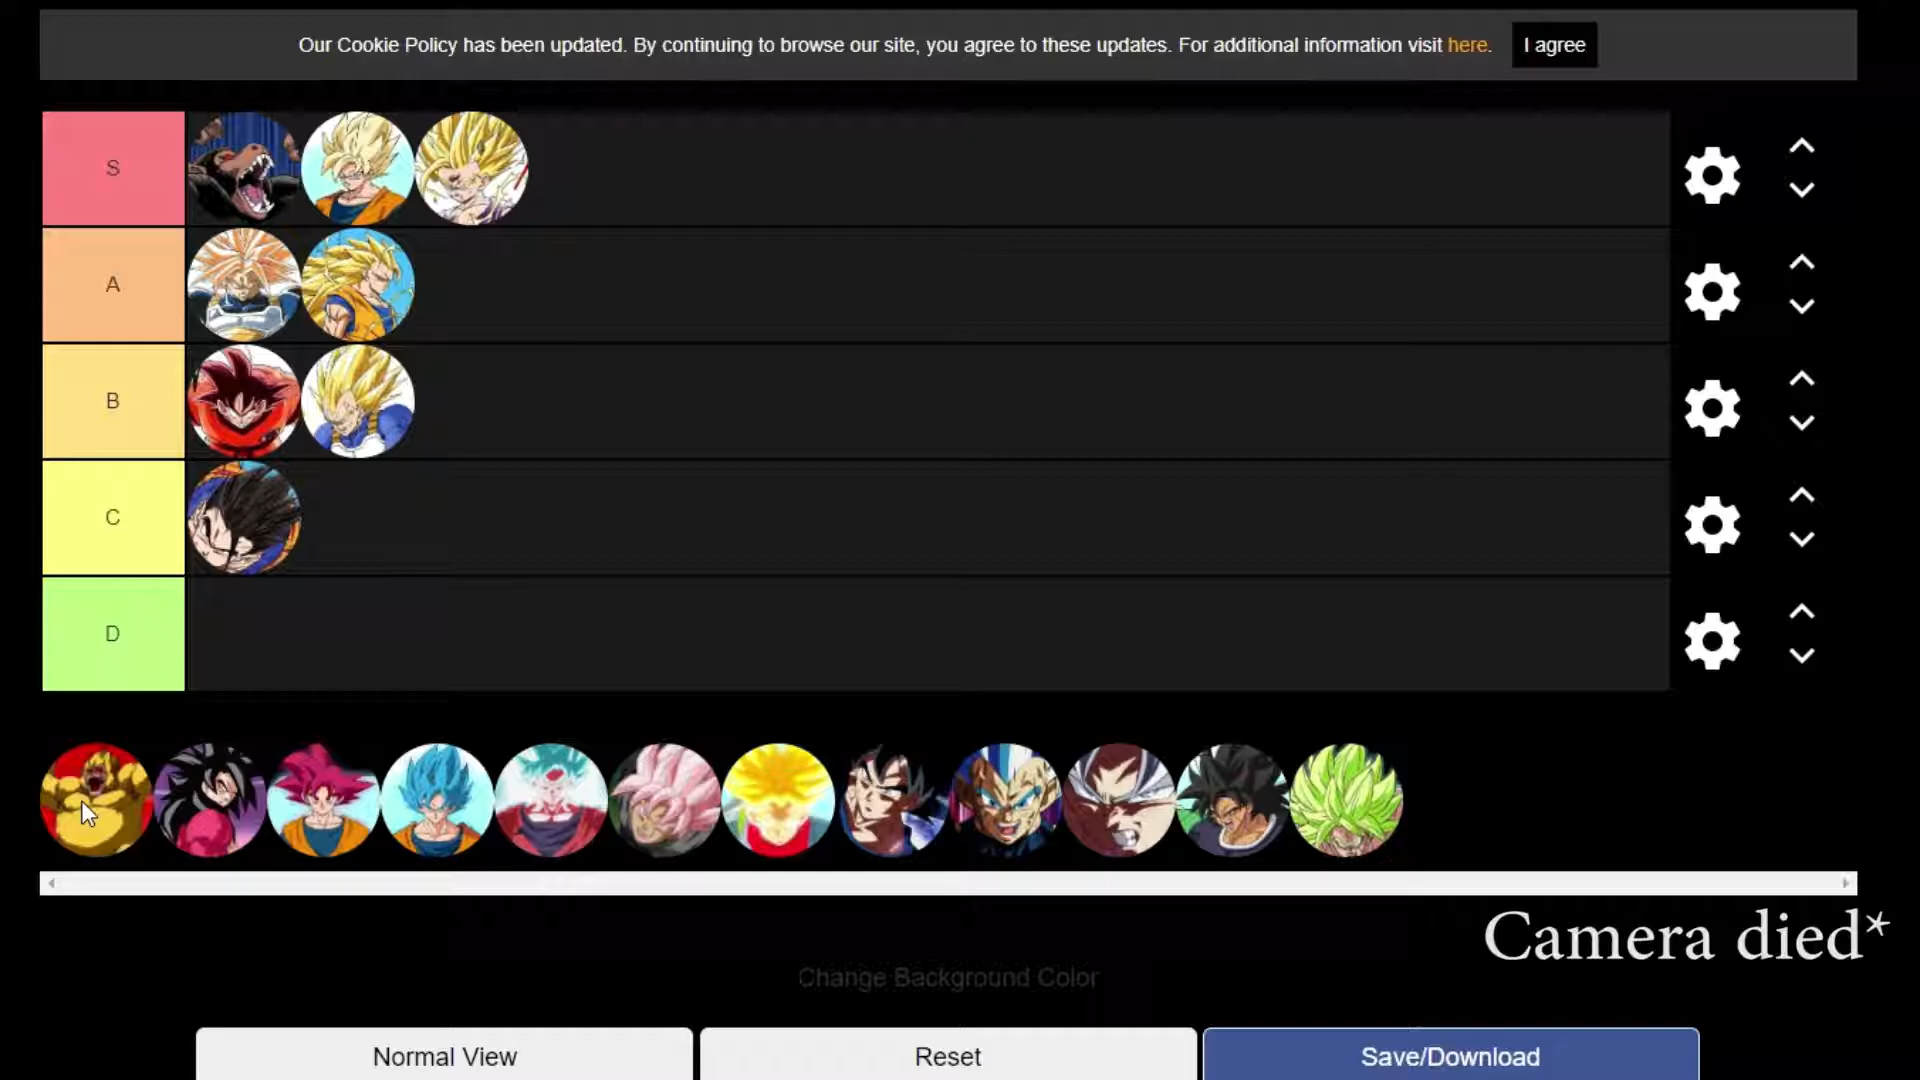 Our Cookie Policy has been updated. By continuing to browse our site, you agree to these updates. For additional information visit here. I agree
S
A
B
C
D
Camera died*
Change Background Color
Normal View Reset Save/Download